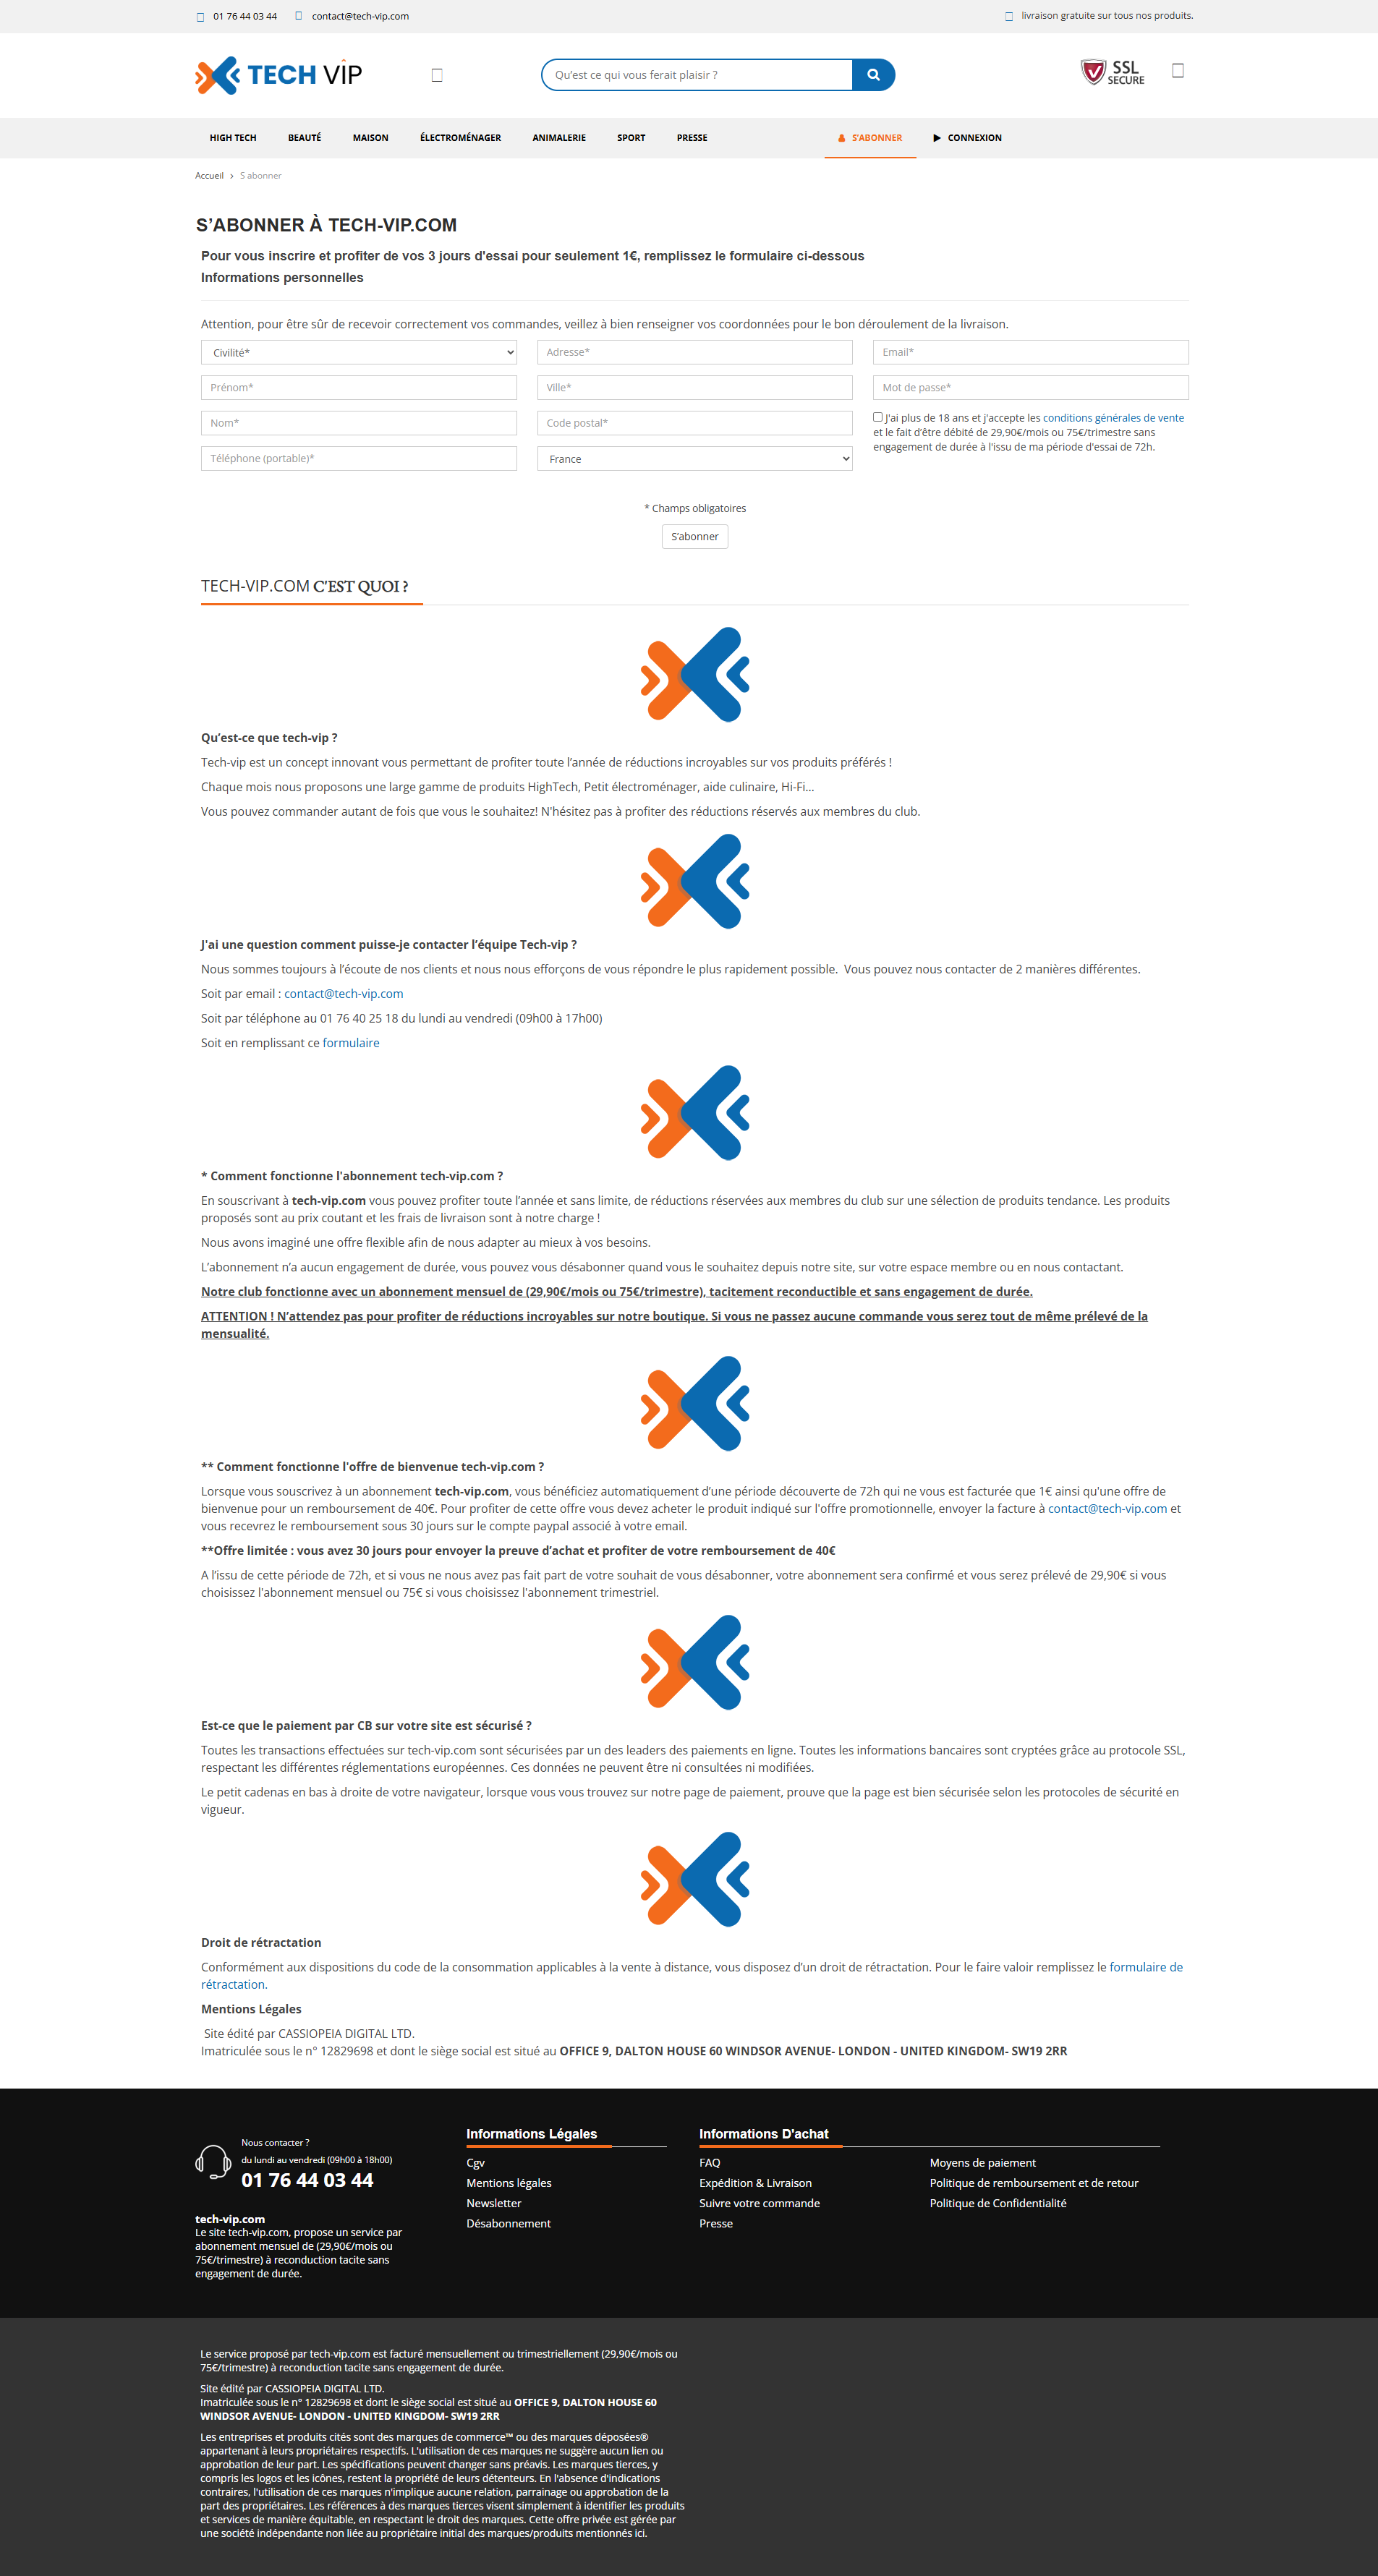 01 76 44 03 44
contact@tech-vip.com
livraison gratuite sur tous nos produits.
TECH VIP
Qu'est ce qui vous ferait plaisir ?
SSL
SECURE
HIGH TECH
BEAUTÉ
MAISON
ÉLECTROMÉNAGER
ANIMALERIE
SPORT
PRESSE
S'ABONNER
CONNEXION
Accueil > S abonner
S’ABONNER À TECH-VIP.COM
Pour vous inscrire et profiter de vos 3 jours d'essai pour seulement 1€, remplissez le formulaire ci-dessous
Informations personnelles
Attention, pour être sûr de recevoir correctement vos commandes, veillez à bien renseigner vos coordonnées pour le bon déroulement de la livraison.
Civilité*
Adresse*
Email*
Prénom*
Ville*
Mot de passe*
Nom*
Code postal*
J'ai plus de 18 ans et j'accepte les conditions générales de vente
et le fait d’être débité de 29,90€/mois ou 75€/trimestre sans
engagement de durée à l'issu de ma période d'essai de 72h.
Téléphone (portable)*
France
* Champs obligatoires
S'abonner
TECH-VIP.COM C'EST QUOI ?
Qu’est-ce que tech-vip ?
Tech-vip est un concept innovant vous permettant de profiter toute l’année de réductions incroyables sur vos produits préférés !
Chaque mois nous proposons une large gamme de produits HighTech, Petit électroménager, aide culinaire, Hi-Fi...
Vous pouvez commander autant de fois que vous le souhaitez! N'hésitez pas à profiter des réductions réservés aux membres du club.
J'ai une question comment puisse-je contacter l’équipe Tech-vip ?
Nous sommes toujours à l’écoute de nos clients et nous nous efforçons de vous répondre le plus rapidement possible.  Vous pouvez nous contacter de 2 manières différentes.
Soit par email : contact@tech-vip.com
Soit par téléphone au 01 76 40 25 18 du lundi au vendredi (09h00 à 17h00)
Soit en remplissant ce formulaire
* Comment fonctionne l'abonnement tech-vip.com ?
En souscrivant à tech-vip.com vous pouvez profiter toute l’année et sans limite, de réductions réservées aux membres du club sur une sélection de produits tendance. Les produits
proposés sont au prix coutant et les frais de livraison sont à notre charge !
Nous avons imaginé une offre flexible afin de nous adapter au mieux à vos besoins.
L’abonnement n’a aucun engagement de durée, vous pouvez vous désabonner quand vous le souhaitez depuis notre site, sur votre espace membre ou en nous contactant.
Notre club fonctionne avec un abonnement mensuel de (29,90€/mois ou 75€/trimestre), tacitement reconductible et sans engagement de durée.
ATTENTION ! N’attendez pas pour profiter de réductions incroyables sur notre boutique. Si vous ne passez aucune commande vous serez tout de même prélevé de la
mensualité.
** Comment fonctionne l'offre de bienvenue tech-vip.com ?
Lorsque vous souscrivez à un abonnement tech-vip.com, vous bénéficiez automatiquement d’une période découverte de 72h qui ne vous est facturée que 1€ ainsi qu'une offre de
bienvenue pour un remboursement de 40€. Pour profiter de cette offre vous devez acheter le produit indiqué sur l'offre promotionnelle, envoyer la facture à contact@tech-vip.com et
vous recevrez le remboursement sous 30 jours sur le compte paypal associé à votre email.
**Offre limitée : vous avez 30 jours pour envoyer la preuve d’achat et profiter de votre remboursement de 40€
A l’issu de cette période de 72h, et si vous ne nous avez pas fait part de votre souhait de vous désabonner, votre abonnement sera confirmé et vous serez prélevé de 29,90€ si vous
choisissez l'abonnement mensuel ou 75€ si vous choisissez l'abonnement trimestriel.
Est-ce que le paiement par CB sur votre site est sécurisé ?
Toutes les transactions effectuées sur tech-vip.com sont sécurisées par un des leaders des paiements en ligne. Toutes les informations bancaires sont cryptées grâce au protocole SSL,
respectant les différentes réglementations européennes. Ces données ne peuvent être ni consultées ni modifiées.
Le petit cadenas en bas à droite de votre navigateur, lorsque vous vous trouvez sur notre page de paiement, prouve que la page est bien sécurisée selon les protocoles de sécurité en
vigueur.
Droit de rétractation
Conformément aux dispositions du code de la consommation applicables à la vente à distance, vous disposez d’un droit de rétractation. Pour le faire valoir remplissez le formulaire de
rétractation.
Mentions Légales
Site édité par CASSIOPEIA DIGITAL LTD.
Imatriculée sous le n° 12829698 et dont le siège social est situé au OFFICE 9, DALTON HOUSE 60 WINDSOR AVENUE- LONDON - UNITED KINGDOM- SW19 2RR
Nous contacter ?
du lundi au vendredi (09h00 à 18h00)
01 76 44 03 44
tech-vip.com
Le site tech-vip.com, propose un service par
abonnement mensuel de (29,90€/mois ou
75€/trimestre) à reconduction tacite sans
engagement de durée.
Informations Légales
Cgv
Mentions légales
Newsletter
Désabonnement
Informations D'achat
FAQ
Expédition & Livraison
Suivre votre commande
Presse
Moyens de paiement
Politique de remboursement et de retour
Politique de Confidentialité
Le service proposé par tech-vip.com est facturé mensuellement ou trimestriellement (29,90€/mois ou
75€/trimestre) à reconduction tacite sans engagement de durée.
Site édité par CASSIOPEIA DIGITAL LTD.
Imatriculée sous le n° 12829698 et dont le siège social est situé au OFFICE 9, DALTON HOUSE 60
WINDSOR AVENUE- LONDON - UNITED KINGDOM- SW19 2RR
Les entreprises et produits cités sont des marques de commerce™ ou des marques déposées®
appartenant à leurs propriétaires respectifs. L'utilisation de ces marques ne suggère aucun lien ou
approbation de leur part. Les spécifications peuvent changer sans préavis. Les marques tierces, y
compris les logos et les icônes, restent la propriété de leurs détenteurs. En l'absence d'indications
contraires, l'utilisation de ces marques n'implique aucune relation, parrainage ou approbation de la
part des propriétaires. Les références à des marques tierces visent simplement à identifier les produits
et services de manière équitable, en respectant le droit des marques. Cette offre privée est gérée par
une société indépendante non liée au propriétaire initial des marques/produits mentionnés ici.